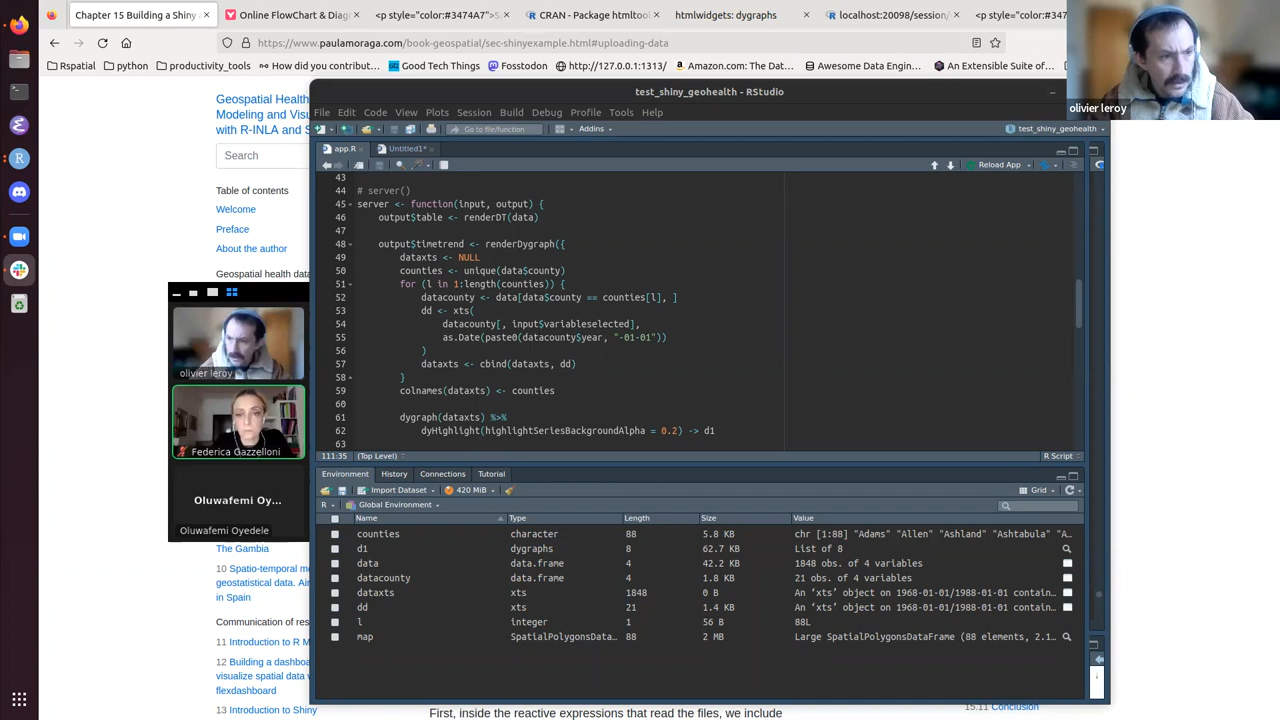 Chapter 15 Building a Shiny
Online FlowChart & Diag
<p style="color:#3474A7">S
CRAN - Package htmltoo
htmlwidgets: dygraphs
localhost:20098/session/
<p style="color:#347
https://www.paulamoraga.com/book-geospatial/sec-shinyexample.html#uploading-data
Rspatial
python
productivity_tools
How did you contribut…
Good Tech Things
Fosstodon
http://127.0.0.1:1313/
Amazon.com: The Dat…
Awesome Data Engin…
An Extensible Suite of…
olivier leroy
Geospatial Health
Modeling and Visu
with R-INLA and S
Search
Table of contents
Welcome
Preface
About the author
Geospatial health data
olivier leroy
Federica Gazzelloni
Oluwafemi Oy...
Oluwafemi Oyedele
The Gambia
10 Spatio-temporal mo
geostatistical data. Air
in Spain
Communication of res
11 Introduction to R M
12 Building a dashboa
visualize spatial data w
flexdashboard
13 Introduction to Shiny
test_shiny_geohealth - RStudio
File Edit Code View Plots Session Build Debug Profile Tools Help
Go to file/function
Addins
test_shiny_geohealth
app.R
Untitled1*
Reload App
43
44 # server()
45 server <- function(input, output) {
46 output$table <- renderDT(data)
47
48 output$timetrend <- renderDygraph({
49 dataxts <- NULL
50 counties <- unique(data$county)
51 for (l in 1:length(counties)) {
52 datacounty <- data[data$county == counties[l], ]
53 dd <- xts(
54 datacounty[, input$variableselected],
55 as.Date(paste0(datacounty$year, "-01-01"))
56 )
57 dataxts <- cbind(dataxts, dd)
58 }
59 colnames(dataxts) <- counties
60
61 dygraph(dataxts) %>%
62 dyHighlight(highlightSeriesBackgroundAlpha = 0.2) -> d1
63
111:35 (Top Level) R Script
Environment History Connections Tutorial
Import Dataset 420 MiB Grid
R Global Environment
Name Type Length Size Value
counties character 88 5.8 KB chr [1:88] "Adams" "Allen" "Ashland" "Ashtabula" "A…
d1 dygraphs 8 62.7 KB List of 8
data data.frame 4 42.2 KB 1848 obs. of 4 variables
datacounty data.frame 4 1.8 KB 21 obs. of 4 variables
dataxts xts 1848 0 B An ‘xts’ object on 1968-01-01/1988-01-01 contain…
dd xts 21 1.4 KB An ‘xts’ object on 1968-01-01/1988-01-01 contain…
l integer 1 56 B 88L
map SpatialPolygonsData… 88 2 MB Large SpatialPolygonsDataFrame (88 elements, 2.1…
First, inside the reactive expressions that read the files, we include
15.11 Conclusion